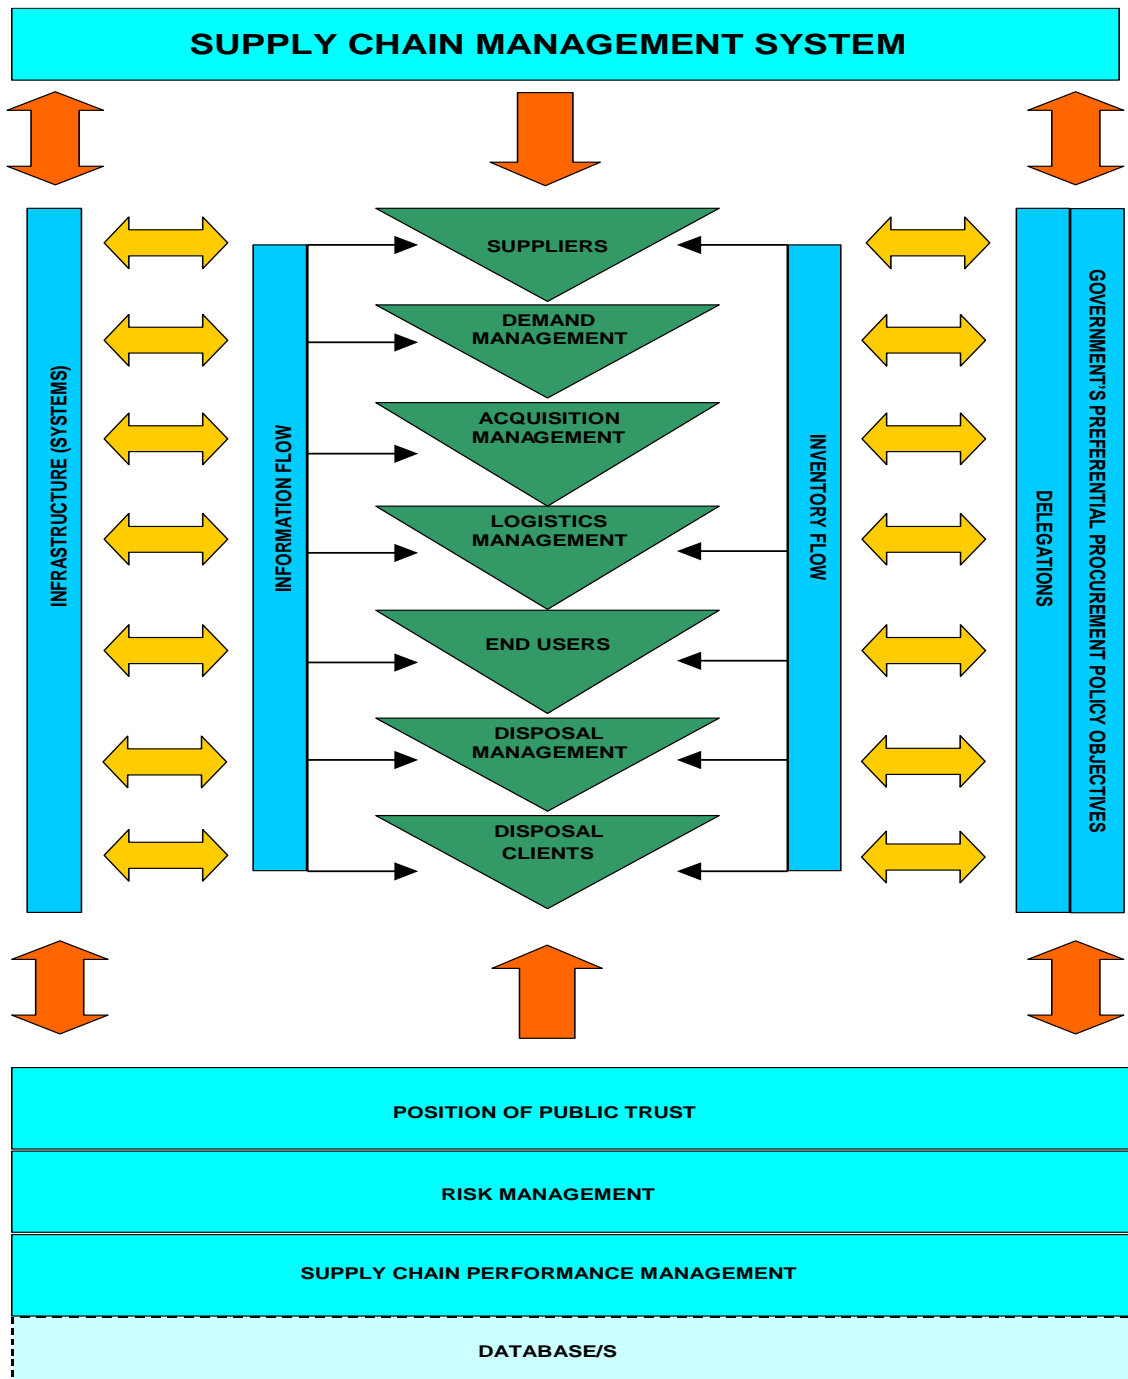 SUPPLY CHAIN MANAGEMENT SYSTEM
INFRASTRUCTURE (SYSTEMS)
INFORMATION FLOW
SUPPLIERS
DEMAND
MANAGEMENT
ACQUISITION
MANAGEMENT
LOGISTICS
MANAGEMENT
END USERS
DISPOSAL
MANAGEMENT
DISPOSAL
CLIENTS
INVENTORY FLOW
DELEGATIONS
GOVERNMENT’S PREFERENTIAL PROCUREMENT POLICY OBJECTIVES
POSITION OF PUBLIC TRUST
RISK MANAGEMENT
SUPPLY CHAIN PERFORMANCE MANAGEMENT
DATABASE/S